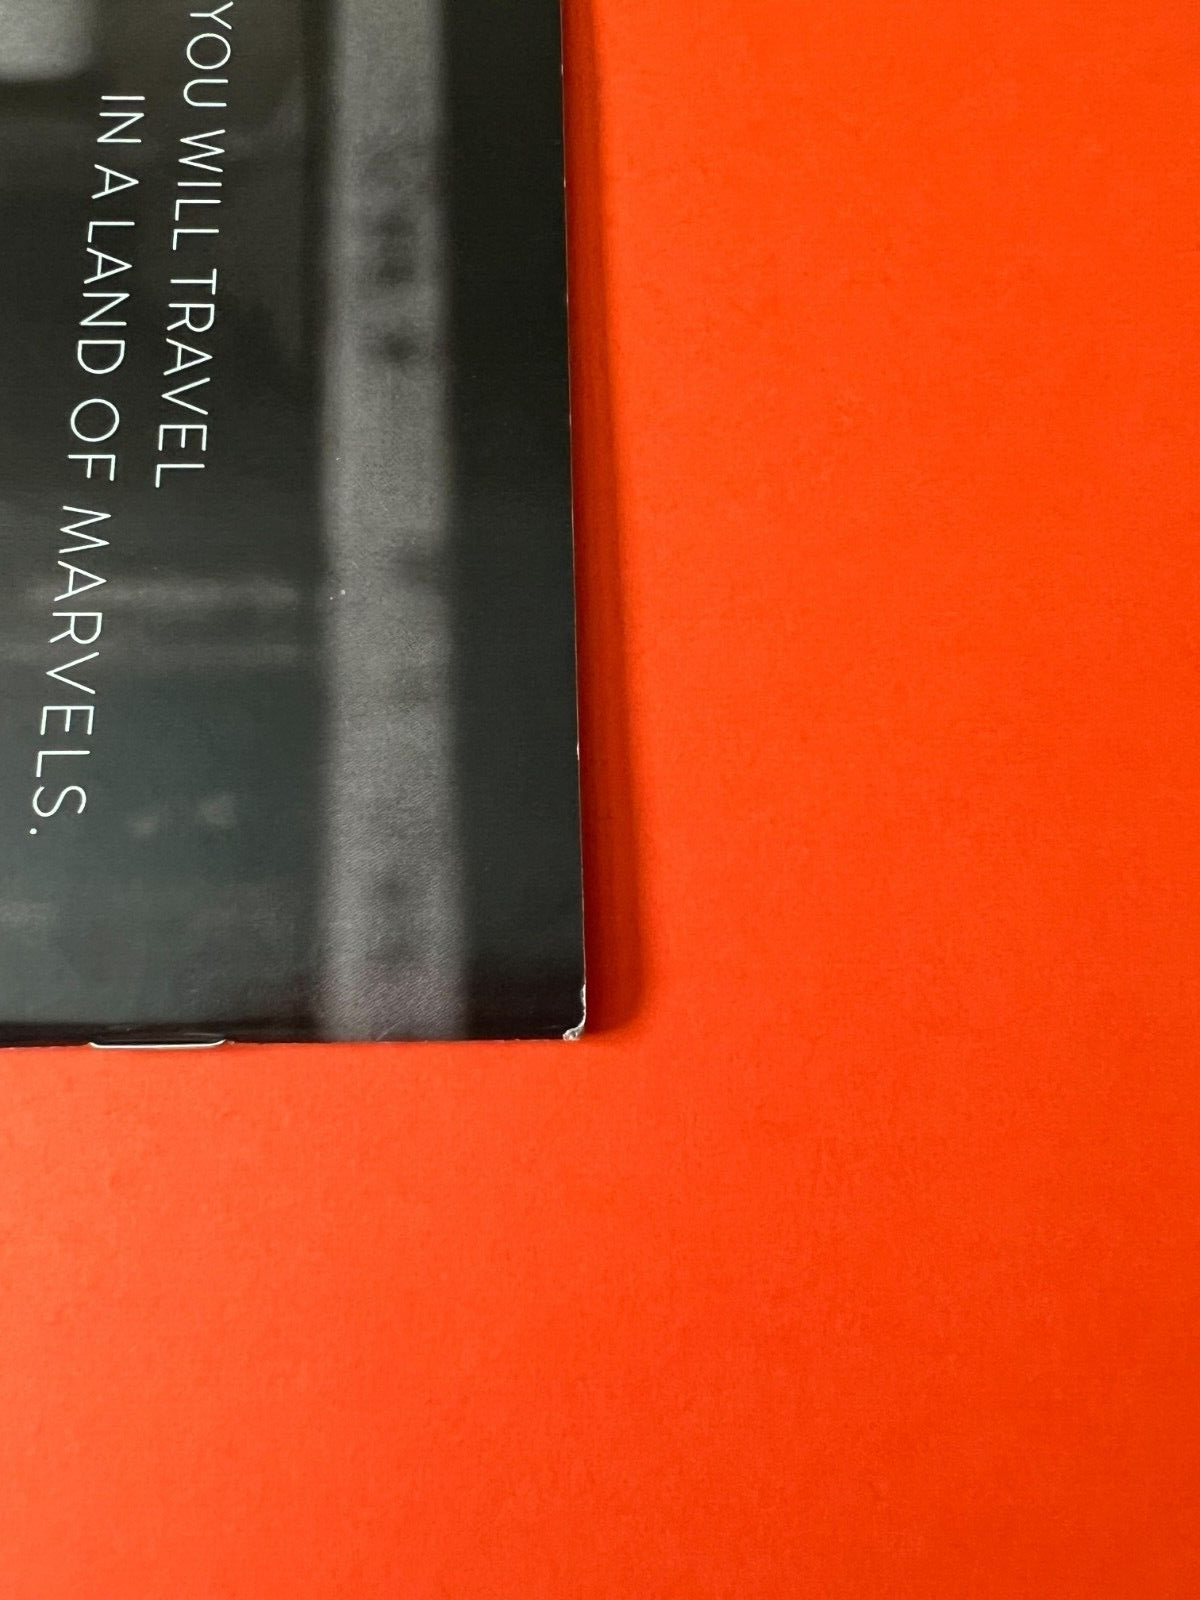 YOU WILL TRAVEL
IN A LAND OF MARVELS.